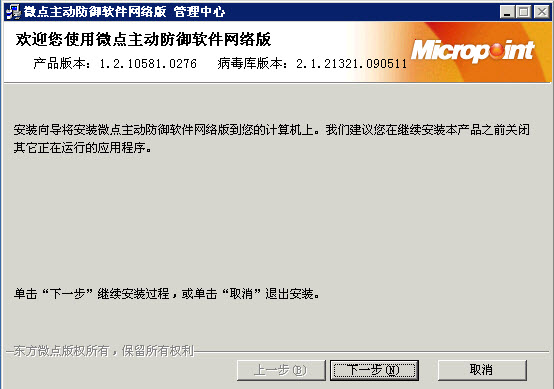 微点主动防御软件网络版 管理中心
欢迎您使用微点主动防御软件网络版
产品版本：1.2.10581.0276 病毒库版本：2.1.21321.090511
Micropoint
安装向导将安装微点主动防御软件网络版到您的计算机上。我们建议您在继续安装本产品之前关闭
其它正在运行的应用程序。
单击“下一步”继续安装过程，或单击“取消”退出安装。
东方微点版权所有，保留所有权利
上一步(B) 下一步(N) 取消